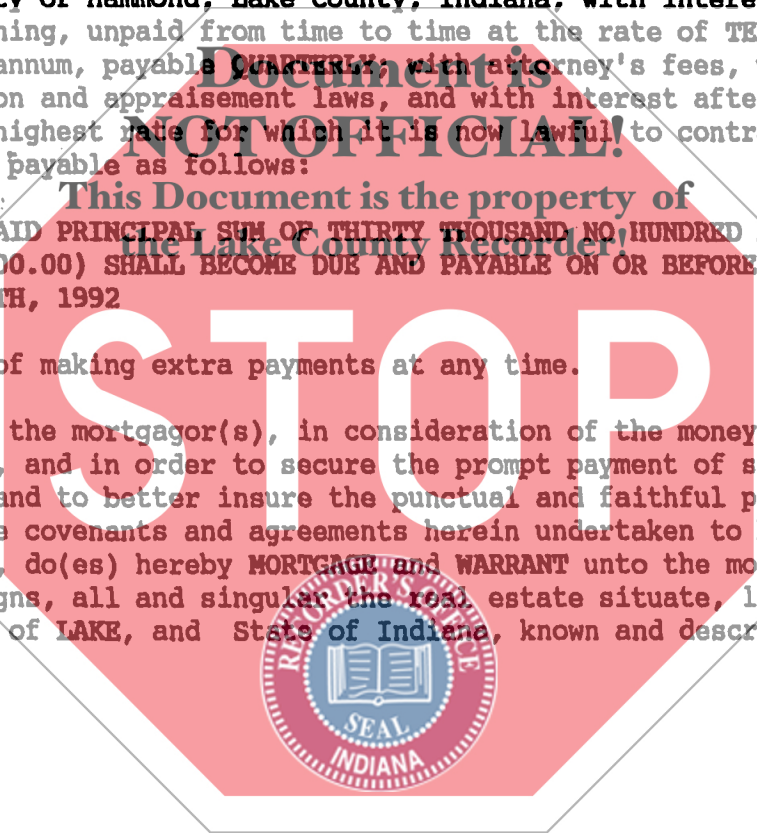 ty of Hammond, Lake County, Indiana, with intere
ning, unpaid from time to time at the rate of TE
annum, payable QUARTERLY; with attorney's fees,
on and appraisement laws, and with interest afte
highest rate for which it is now lawful to contr
payable as follows:
Document is
NOT OFFICIAL!
This Document is the property of
the Lake County Recorder!
AID PRINCIPAL SUM OF THIRTY THOUSAND NO HUNDRED
00.00) SHALL BECOME DUE AND PAYABLE ON OR BEFORE
TH, 1992
STOP
of making extra payments at any time.
the mortgagor(s), in consideration of the money
, and in order to secure the prompt payment of s
and to better insure the punctual and faithful p
e covenants and agreements herein undertaken to
, do(es) hereby MORTGAGE and WARRANT unto the mo
gns, all and singular the real estate situate, l
of LAKE, and State of Indiana, known and descr
RECORDER'S OFFICE
SEAL
INDIANA